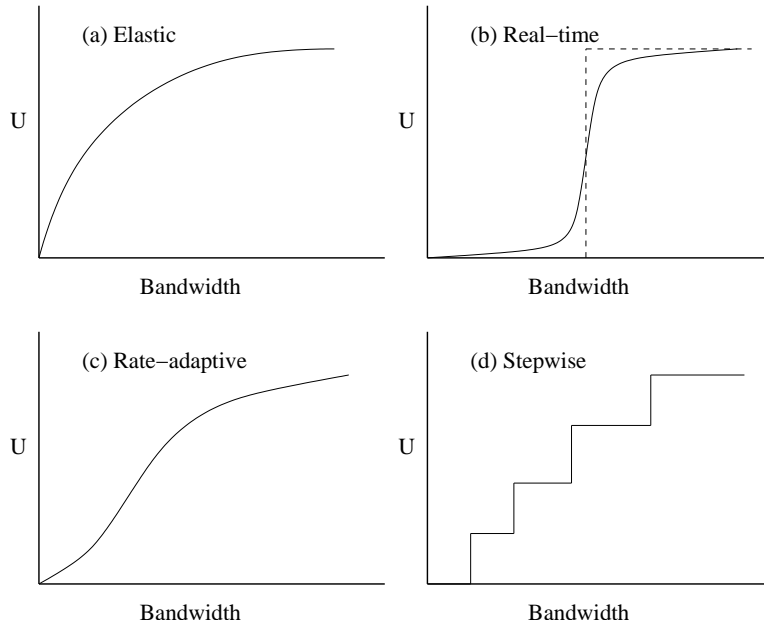 (a) Elastic
U
Bandwidth
(b) Real−time
U
Bandwidth
(c) Rate−adaptive
U
Bandwidth
(d) Stepwise
U
Bandwidth